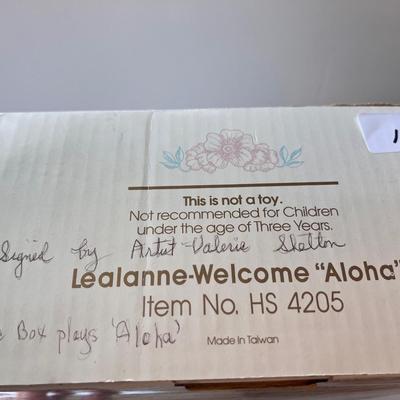 This is not a toy.
Not recommended for Children
under the age of Three Years.
Signed by Artist-Valerie Shelton
Lealanne-Welcome "Aloha"
Item No. HS 4205
Box plays 'Aloha'
Made in Taiwan